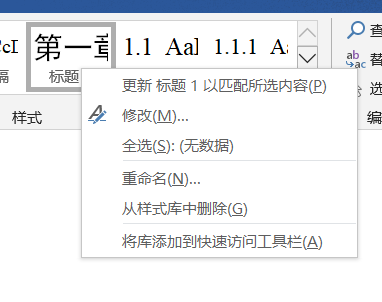 第一章 1.1 1.1.1
标题
更新 标题 1 以匹配所选内容(P)
修改(M)...
全选(S): (无数据)
样式
重命名(N)...
从样式库中删除(G)
将库添加到快速访问工具栏(A)
查
替
选
编